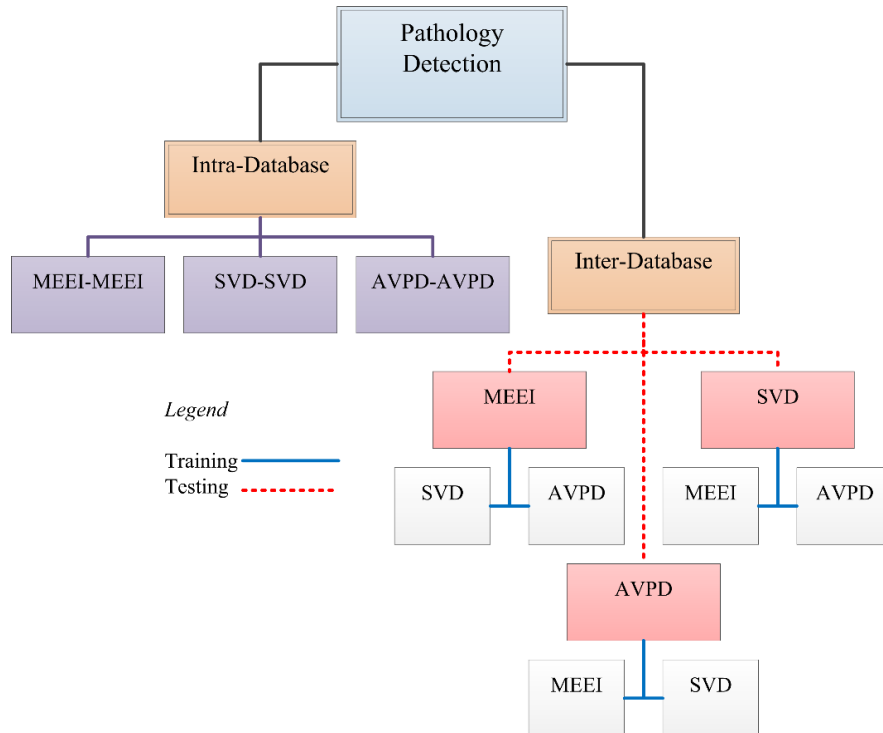 Pathology
Detection
Intra-Database
MEEI-MEEI
SVD-SVD
AVPD-AVPD
Inter-Database
MEEI
SVD
Legend
Training
Testing
SVD
AVPD
MEEI
AVPD
AVPD
MEEI
SVD